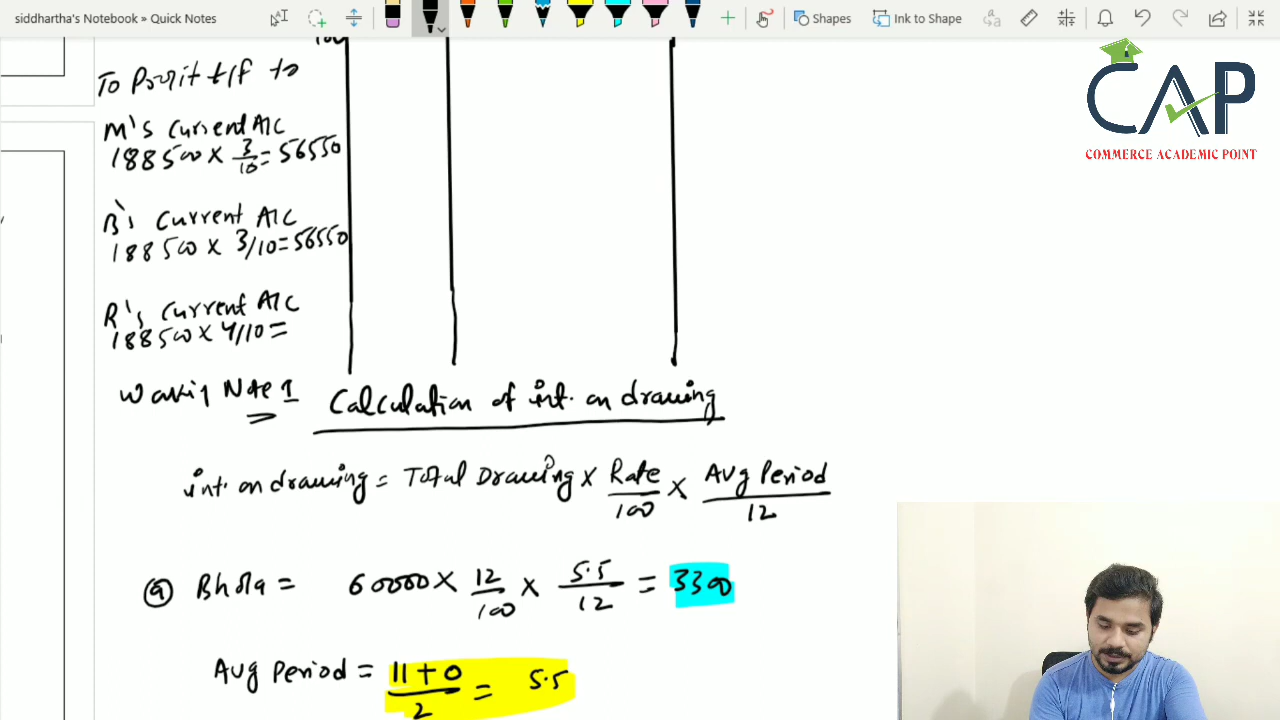 siddhartha's Notebook » Quick Notes
Shapes
Ink to Shape
CAP
COMMERCE ACADEMIC POINT
To Profit t/f to
M's Current A/C
188500 × 3/10 = 56550
B's Current A/C
188500 × 3/10 = 56550
R's Current A/C
188500 × 4/10 =
Working Note 1 Calculation of int. on drawing
int. on drawing = Total Drawing × Rate/100 × Avg Period/12
(a) Bhola = 60000 × 12/100 × 5.5/12 = 3300
Avg Period = 11+0/2 = 5.5